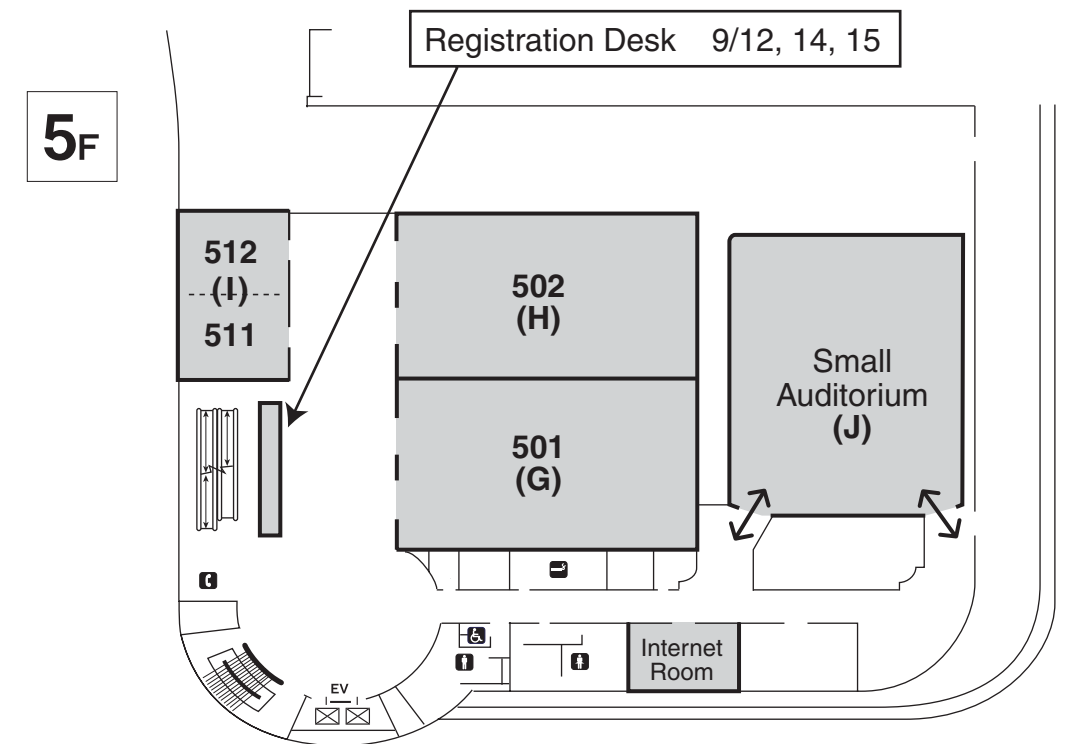 Registration Desk 9/12, 14, 15
5F
512
(I)
511
502
(H)
501
(G)
Small
Auditorium
(J)
Internet
Room
EV